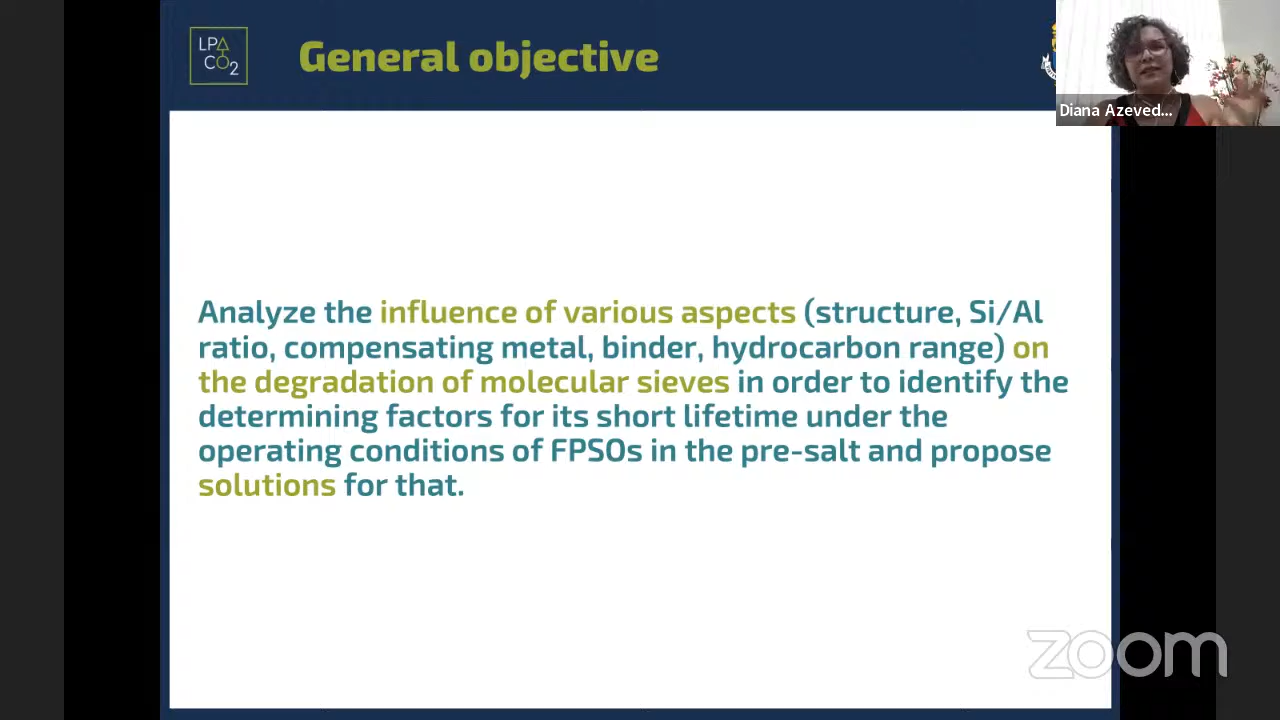 LPA
CO2
General objective
Diana Azeved...
Analyze the influence of various aspects (structure, Si/Al
ratio, compensating metal, binder, hydrocarbon range) on
the degradation of molecular sieves in order to identify the
determining factors for its short lifetime under the
operating conditions of FPSOs in the pre-salt and propose
solutions for that.
zoom